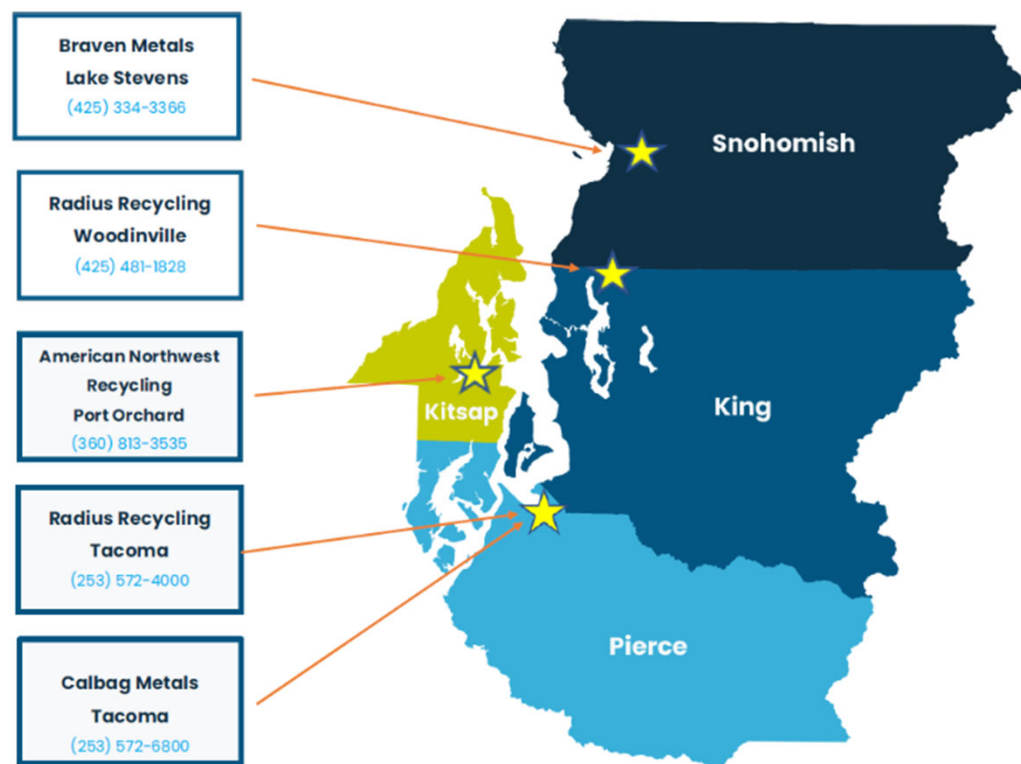 Braven Metals
Lake Stevens
(425) 334-3366
Radius Recycling
Woodinville
(425) 481-1828
American Northwest
Recycling
Port Orchard
(360) 813-3535
Radius Recycling
Tacoma
(253) 572-4000
Calbag Metals
Tacoma
(253) 572-6800
Snohomish
Kitsap
King
Pierce